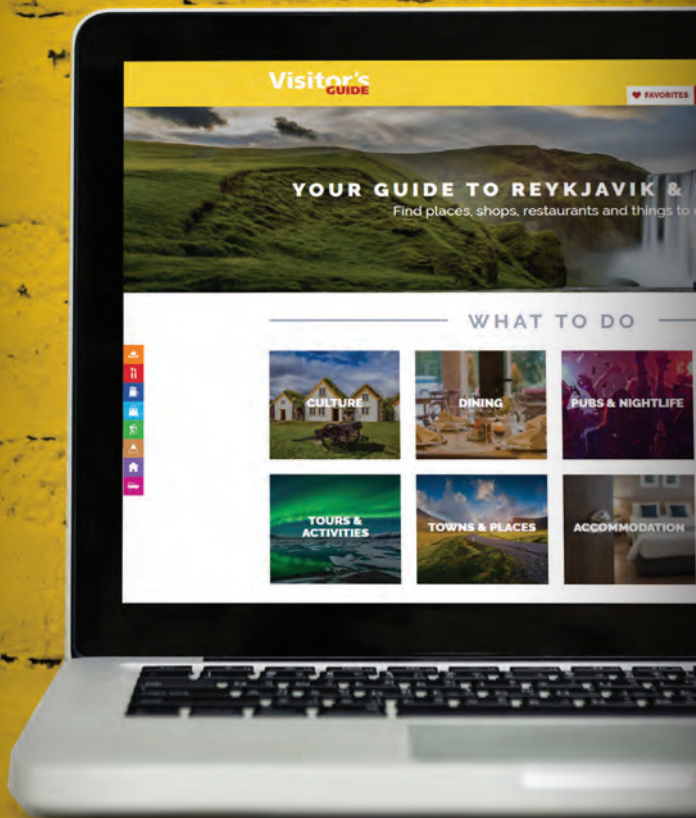 Visitor's
GUIDE
FAVORITES
YOUR GUIDE TO REYKJAVIK &
Find places, shops, restaurants and things to
WHAT TO DO
CULTURE
DINING
PUBS & NIGHTLIFE
TOURS &
ACTIVITIES
TOWNS & PLACES
ACCOMMODATION